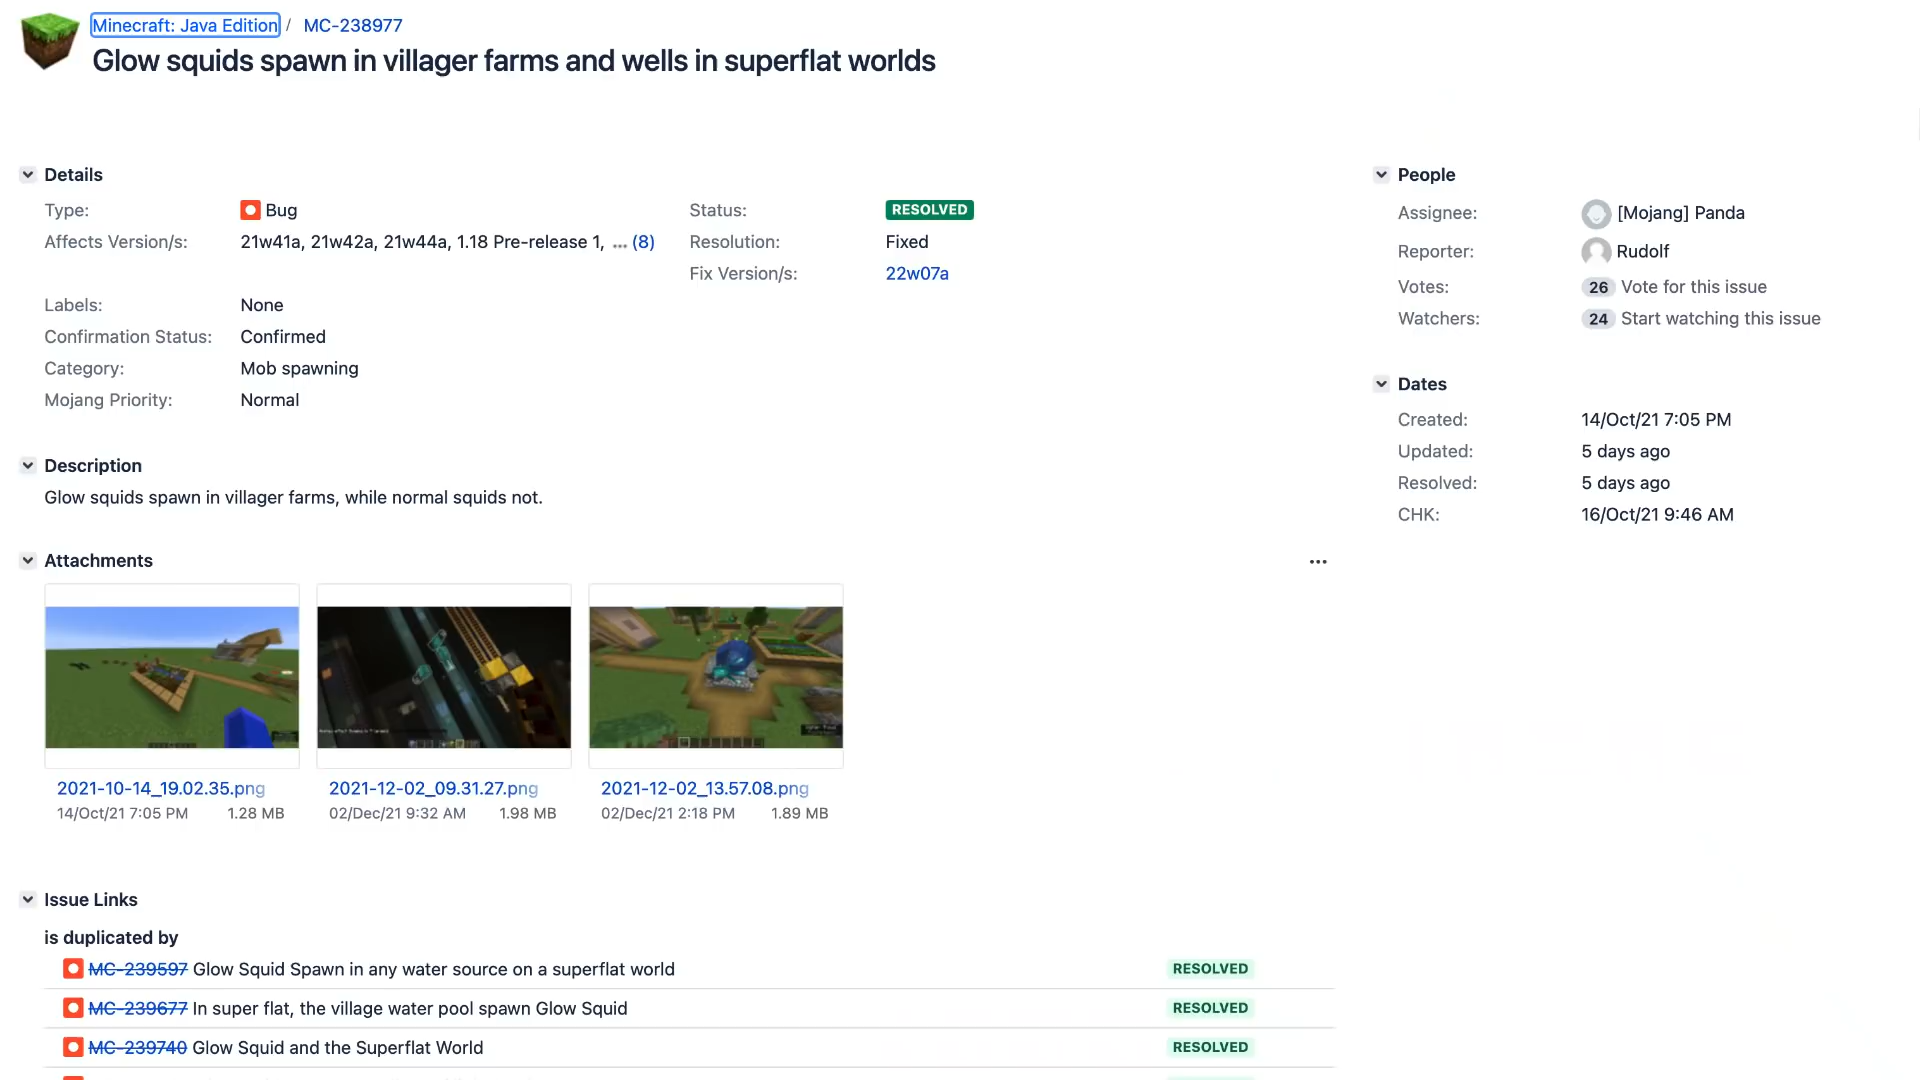 Minecraft: Java Edition / MC-238977
Glow squids spawn in villager farms and wells in superflat worlds
Details
Type: Bug
Status: RESOLVED
Affects Version/s: 21w41a, 21w42a, 21w44a, 1.18 Pre-release 1, ... (8)
Resolution: Fixed
Fix Version/s: 22w07a
Labels: None
Confirmation Status: Confirmed
Category: Mob spawning
Mojang Priority: Normal
Description
Glow squids spawn in villager farms, while normal squids not.
Attachments
2021-10-14_19.02.35.png
14/Oct/21 7:05 PM 1.28 MB
2021-12-02_09.31.27.png
02/Dec/21 9:32 AM 1.98 MB
2021-12-02_13.57.08.png
02/Dec/21 2:18 PM 1.89 MB
Issue Links
is duplicated by
MC-239597 Glow Squid Spawn in any water source on a superflat world RESOLVED
MC-239677 In super flat, the village water pool spawn Glow Squid RESOLVED
MC-239740 Glow Squid and the Superflat World RESOLVED
People
Assignee: [Mojang] Panda
Reporter: Rudolf
Votes: 26 Vote for this issue
Watchers: 24 Start watching this issue
Dates
Created: 14/Oct/21 7:05 PM
Updated: 5 days ago
Resolved: 5 days ago
CHK: 16/Oct/21 9:46 AM